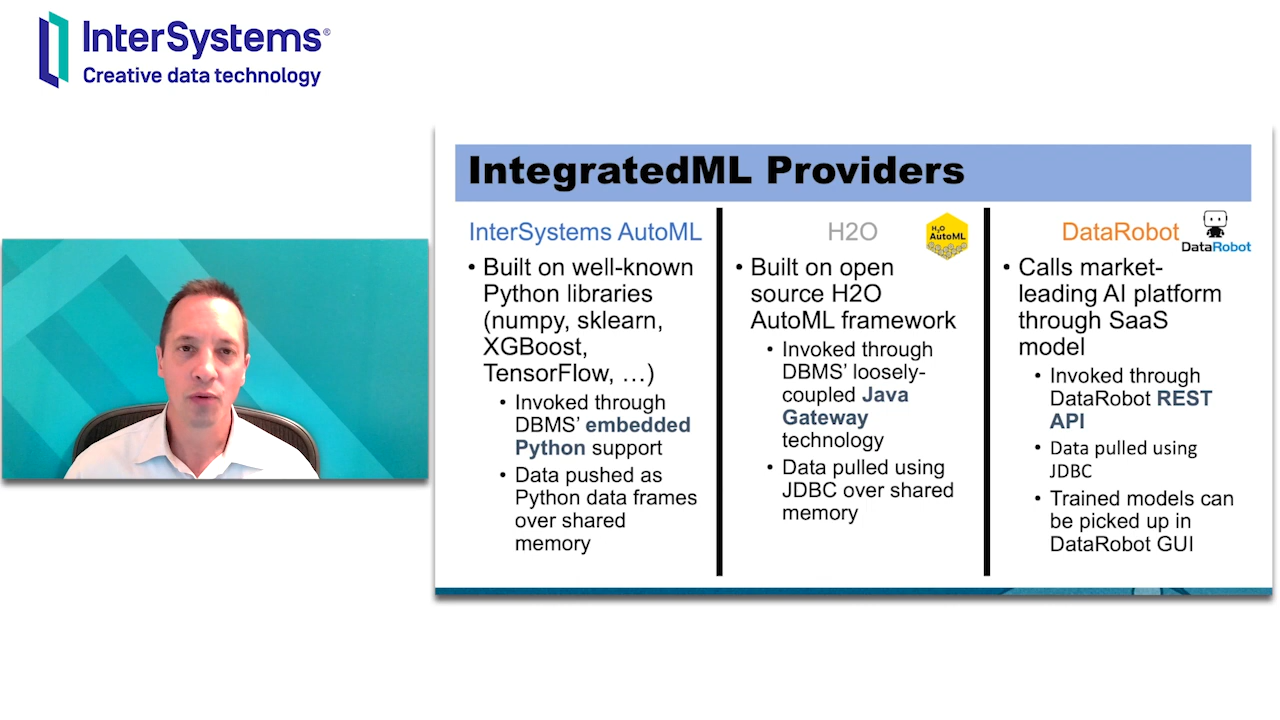 InterSystems®
Creative data technology
IntegratedML Providers
InterSystems AutoML
• Built on well-known
Python libraries
(numpy, sklearn,
XGBoost,
TensorFlow, …)
• Invoked through
DBMS’ embedded
Python support
• Data pushed as
Python data frames
over shared
memory
H2O
H2O
AutoML
• Built on open
source H2O
AutoML framework
• Invoked through
DBMS’ loosely-
coupled Java
Gateway
technology
• Data pulled using
JDBC over shared
memory
DataRobot
DataRobot
• Calls market-
leading AI platform
through SaaS
model
• Invoked through
DataRobot REST
API
• Data pulled using
JDBC
• Trained models can
be picked up in
DataRobot GUI